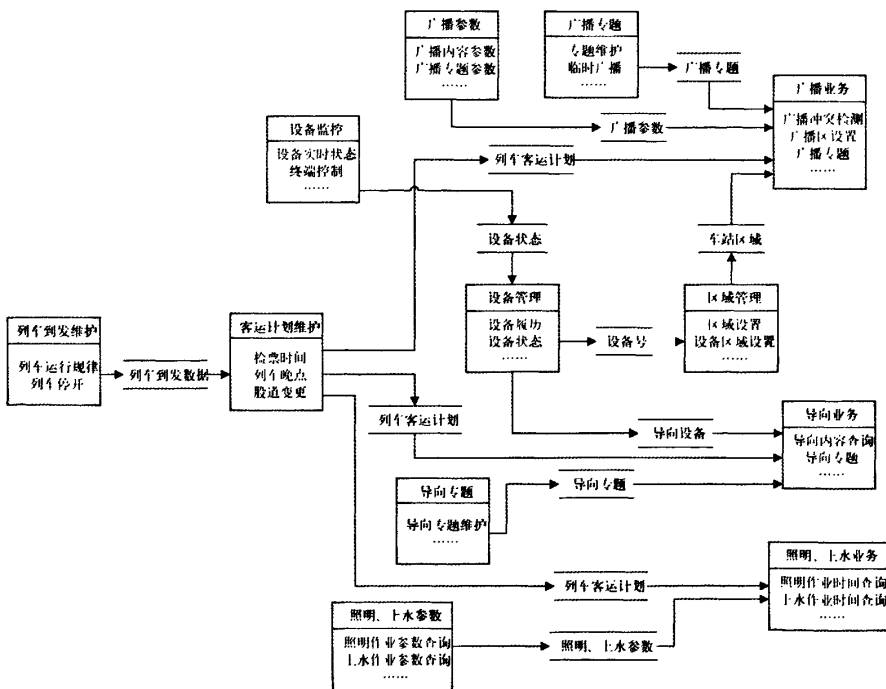 广播参数
广播内容参数
广播专题参数
……
广播专题
专题维护
临时广播
……
广播专题
广播业务
广播冲突检测
广播区设置
广播专题
……
广播参数
设备监控
设备实时状态
终端控制
……
列车客运计划
设备状态
车站区域
设备管理
设备履历
设备状态
……
设备号
区域管理
区域设置
设备区域设置
……
列车到发维护
列车运行规律
列车停开
列车到发数据
客运计划维护
检票时间
列车晚点
股道变更
列车客运计划
导向设备
导向业务
导向内容查询
导向专题
……
导向专题
导向专题维护
……
导向专题
照明、上水业务
照明作业时间查询
上水作业时间查询
……
列车客运计划
照明、上水参数
照明作业参数查询
上水作业参数查询
……
照明、上水参数